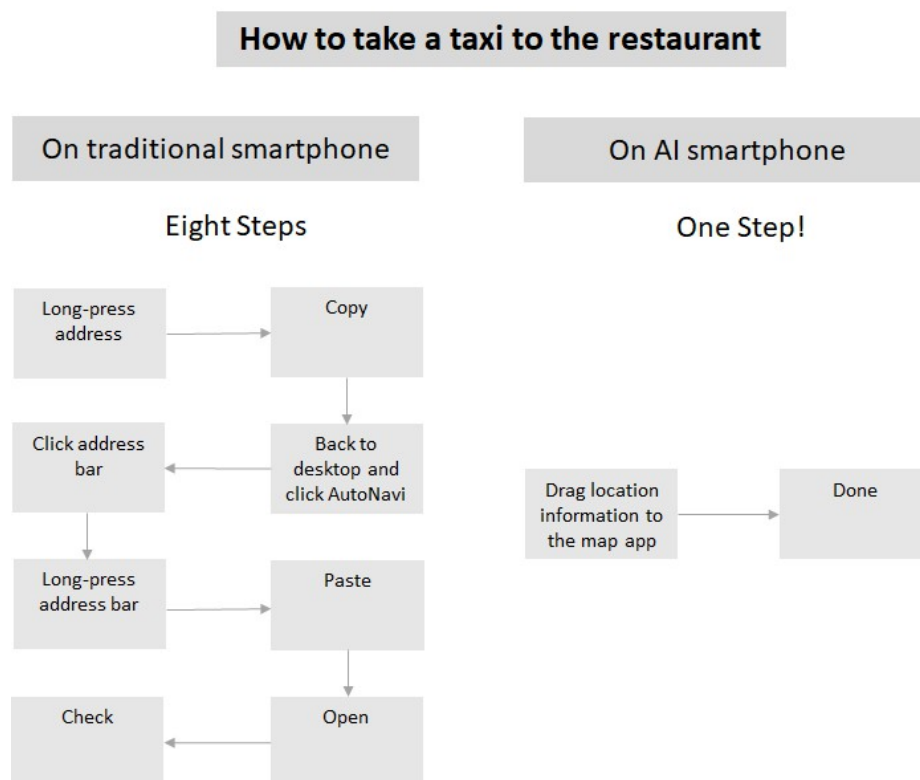 How to take a taxi to the restaurant
On traditional smartphone
Eight Steps
Long-press
address
Copy
Back to
desktop and
click AutoNavi
Click address
bar
Long-press
address bar
Paste
Open
Check
On AI smartphone
One Step!
Drag location
information to
the map app
Done